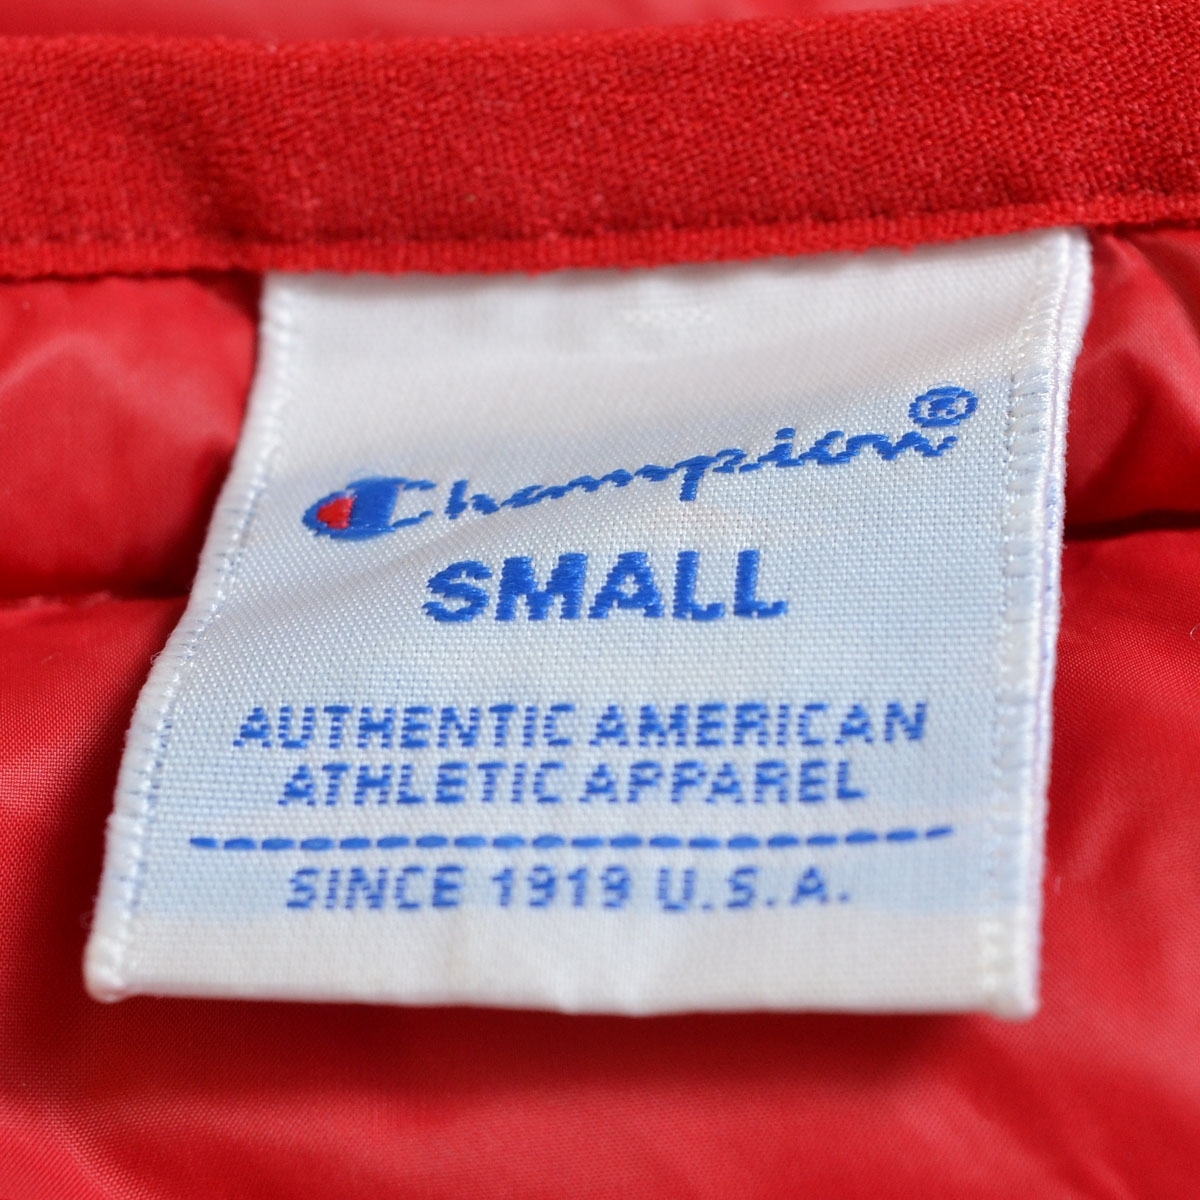 Champion®
SMALL
AUTHENTIC AMERICAN
ATHLETIC APPAREL
SINCE 1919 U.S.A.